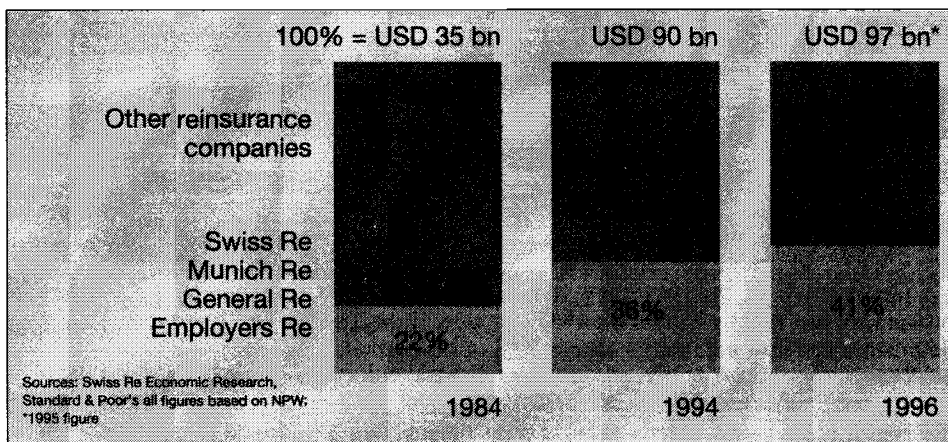 100% = USD 35 bn
USD 90 bn
USD 97 bn*
Other reinsurance
companies
Swiss Re
Munich Re
General Re
Employers Re
22%
36%
41%
Sources: Swiss Re Economic Research,
Standard & Poor's all figures based on NPW;
*1995 figure
1984
1994
1996